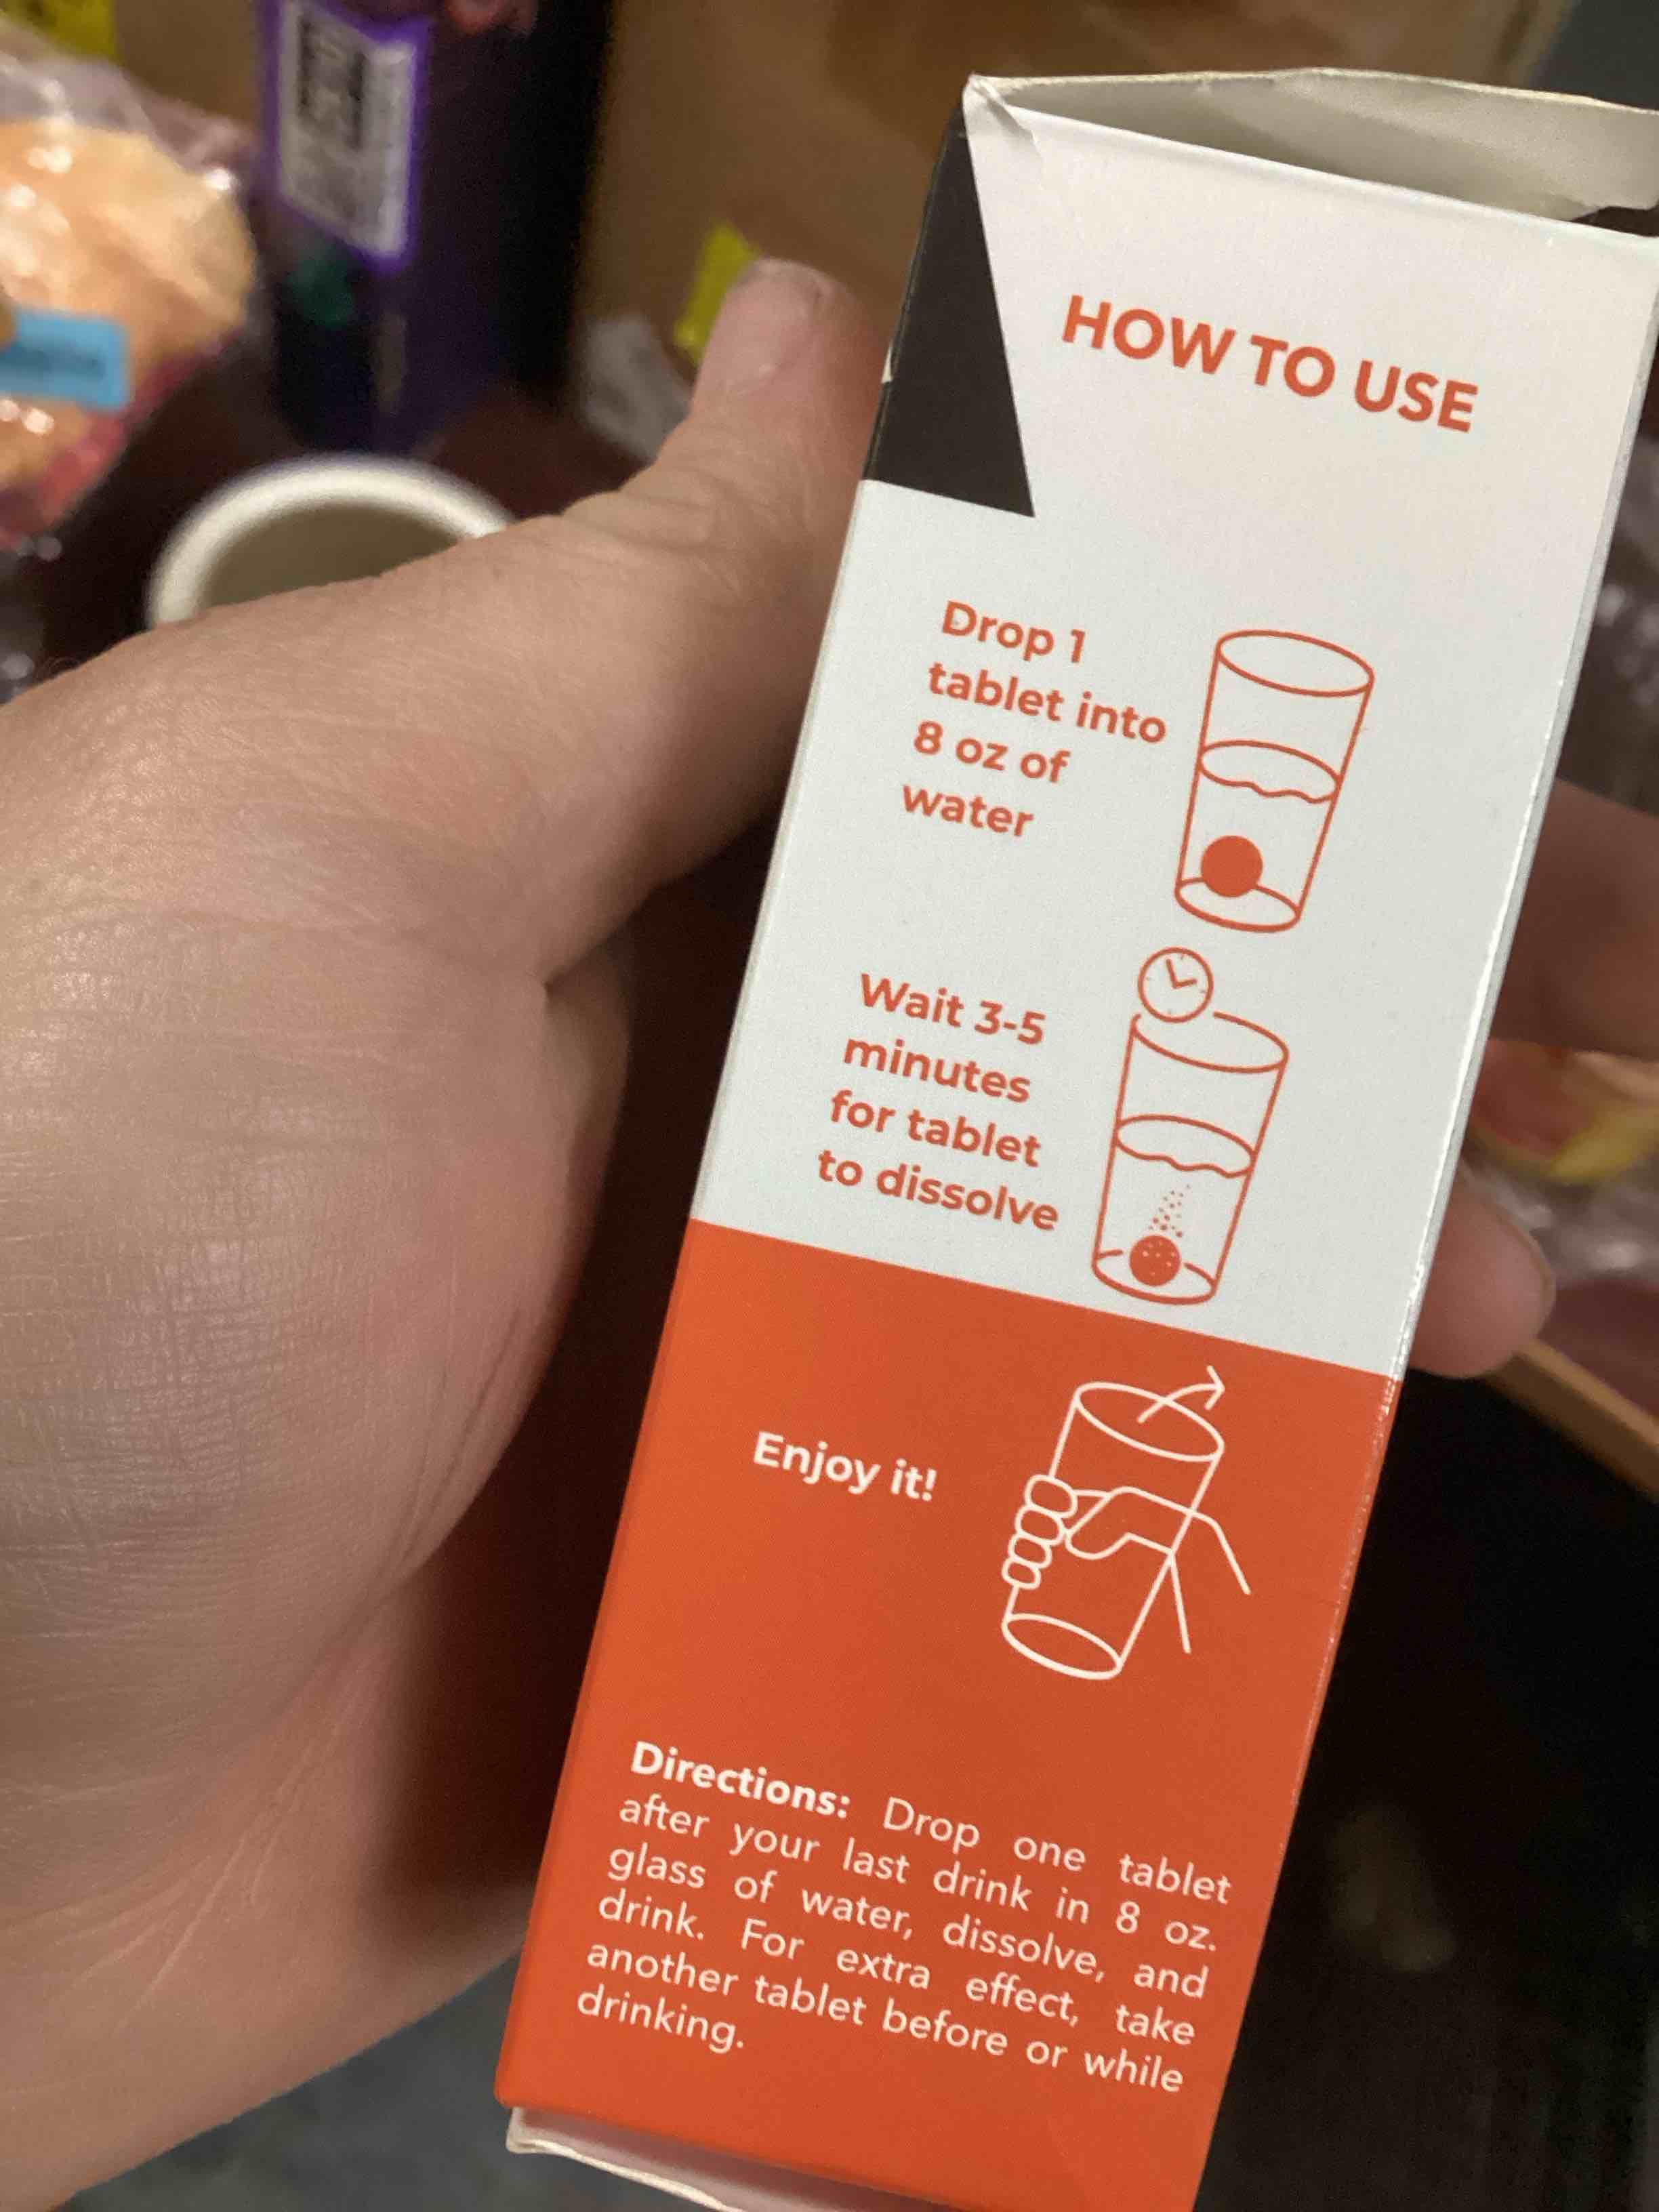 HOW TO USE
Drop 1
tablet into
8 oz of
water
Wait 3-5
minutes
for tablet
to dissolve
Enjoy it!
Directions: Drop one tablet
after your last drink in 8 oz.
glass of water, dissolve, and
drink. For extra effect, take
another tablet before or while
drinking.